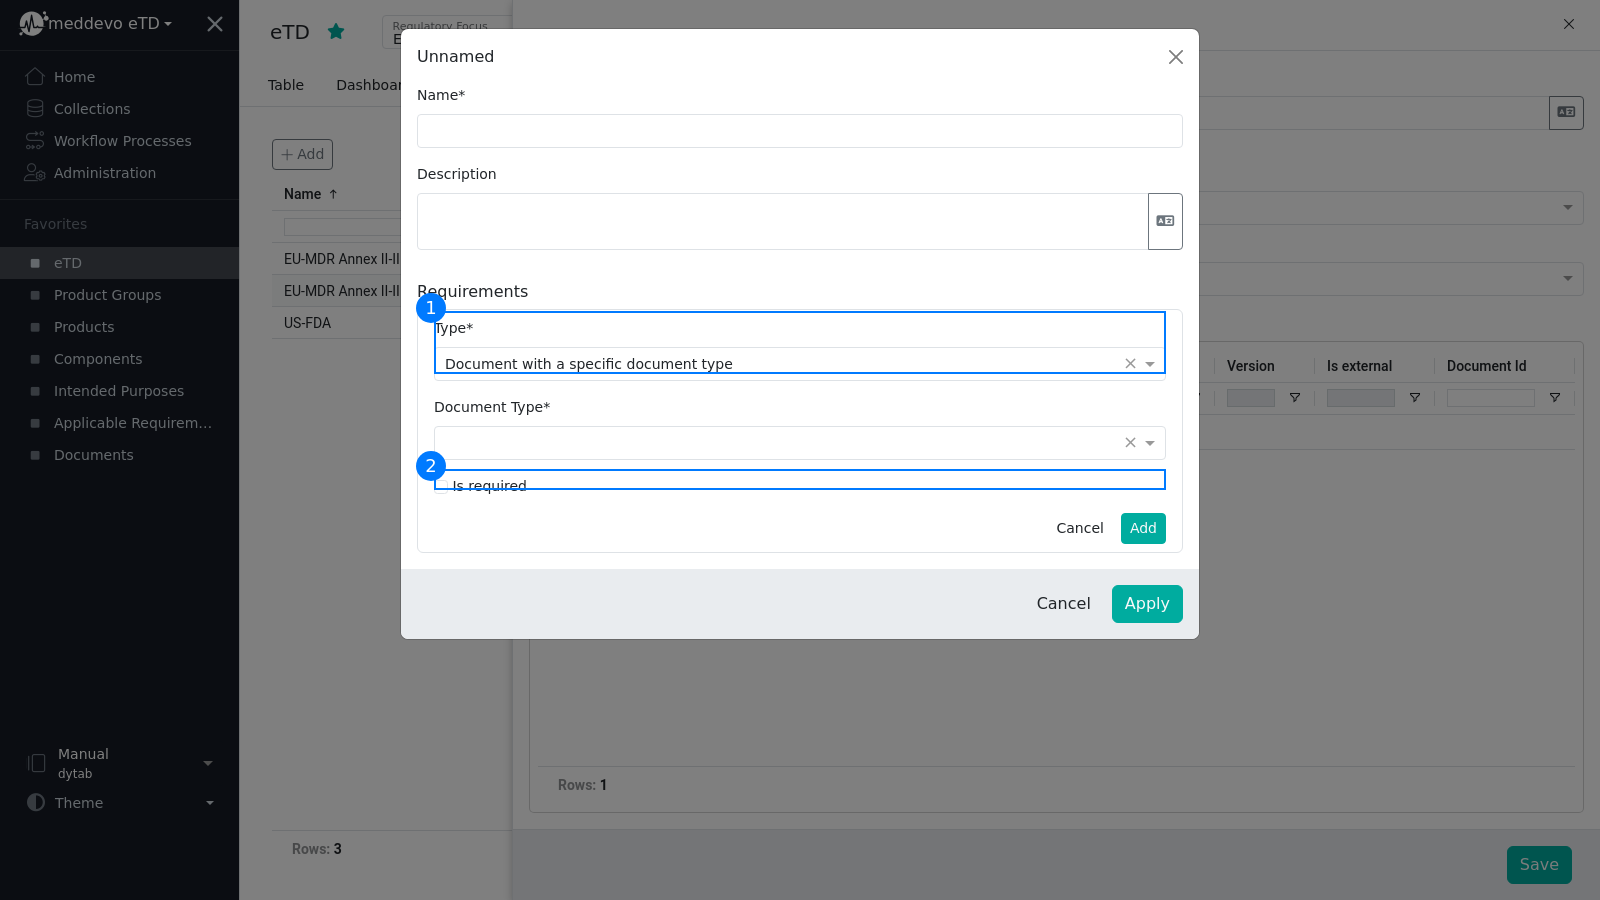 meddevo eTD
Home
Collections
Workflow Processes
Administration
Favorites
eTD
Product Groups
Products
Components
Intended Purposes
Applicable Requirem...
Documents
Manual
dytab
Theme
eTD
Regulatory Focus
E
Table
Dashboar
Add
Name
EU-MDR Annex II-II
EU-MDR Annex II-II
US-FDA
Rows: 3
Unnamed
Name*
Description
Requirements
1
Type*
Document with a specific document type
Document Type*
2
Is required
Cancel
Add
Cancel
Apply
Version
Is external
Document Id
Rows: 1
Save